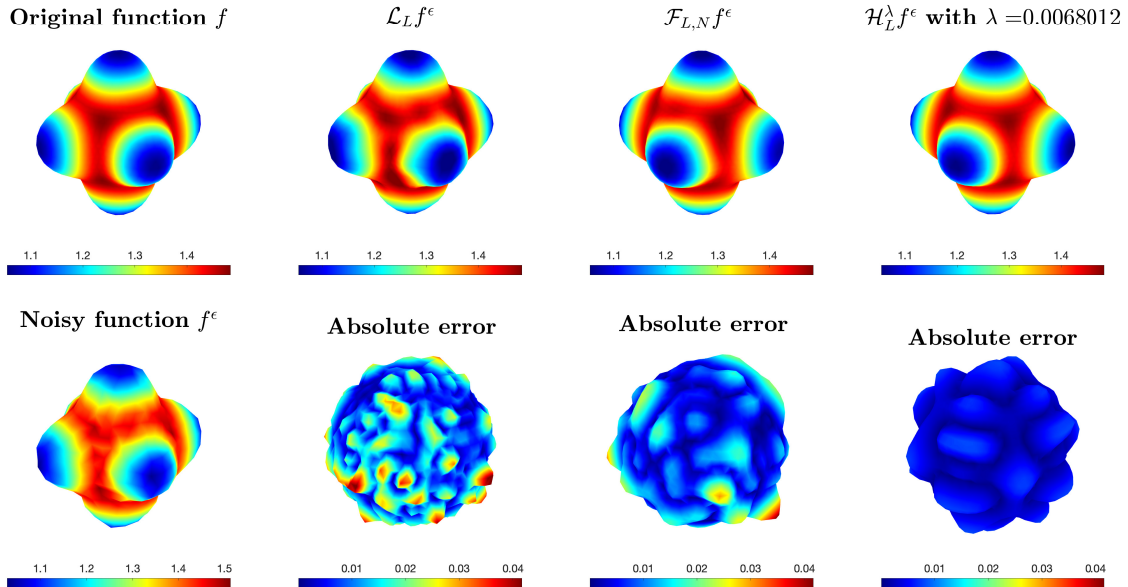 Original function f
𝓛_L f^ϵ
𝓕_{L,N} f^ϵ
𝓗_L^λ f^ϵ with λ =0.0068012
1.1 1.2 1.3 1.4
1.1 1.2 1.3 1.4
1.1 1.2 1.3 1.4
1.1 1.2 1.3 1.4
Noisy function f^ϵ
Absolute error
Absolute error
Absolute error
1.1 1.2 1.3 1.4 1.5
0.01 0.02 0.03 0.04
0.01 0.02 0.03 0.04
0.01 0.02 0.03 0.04